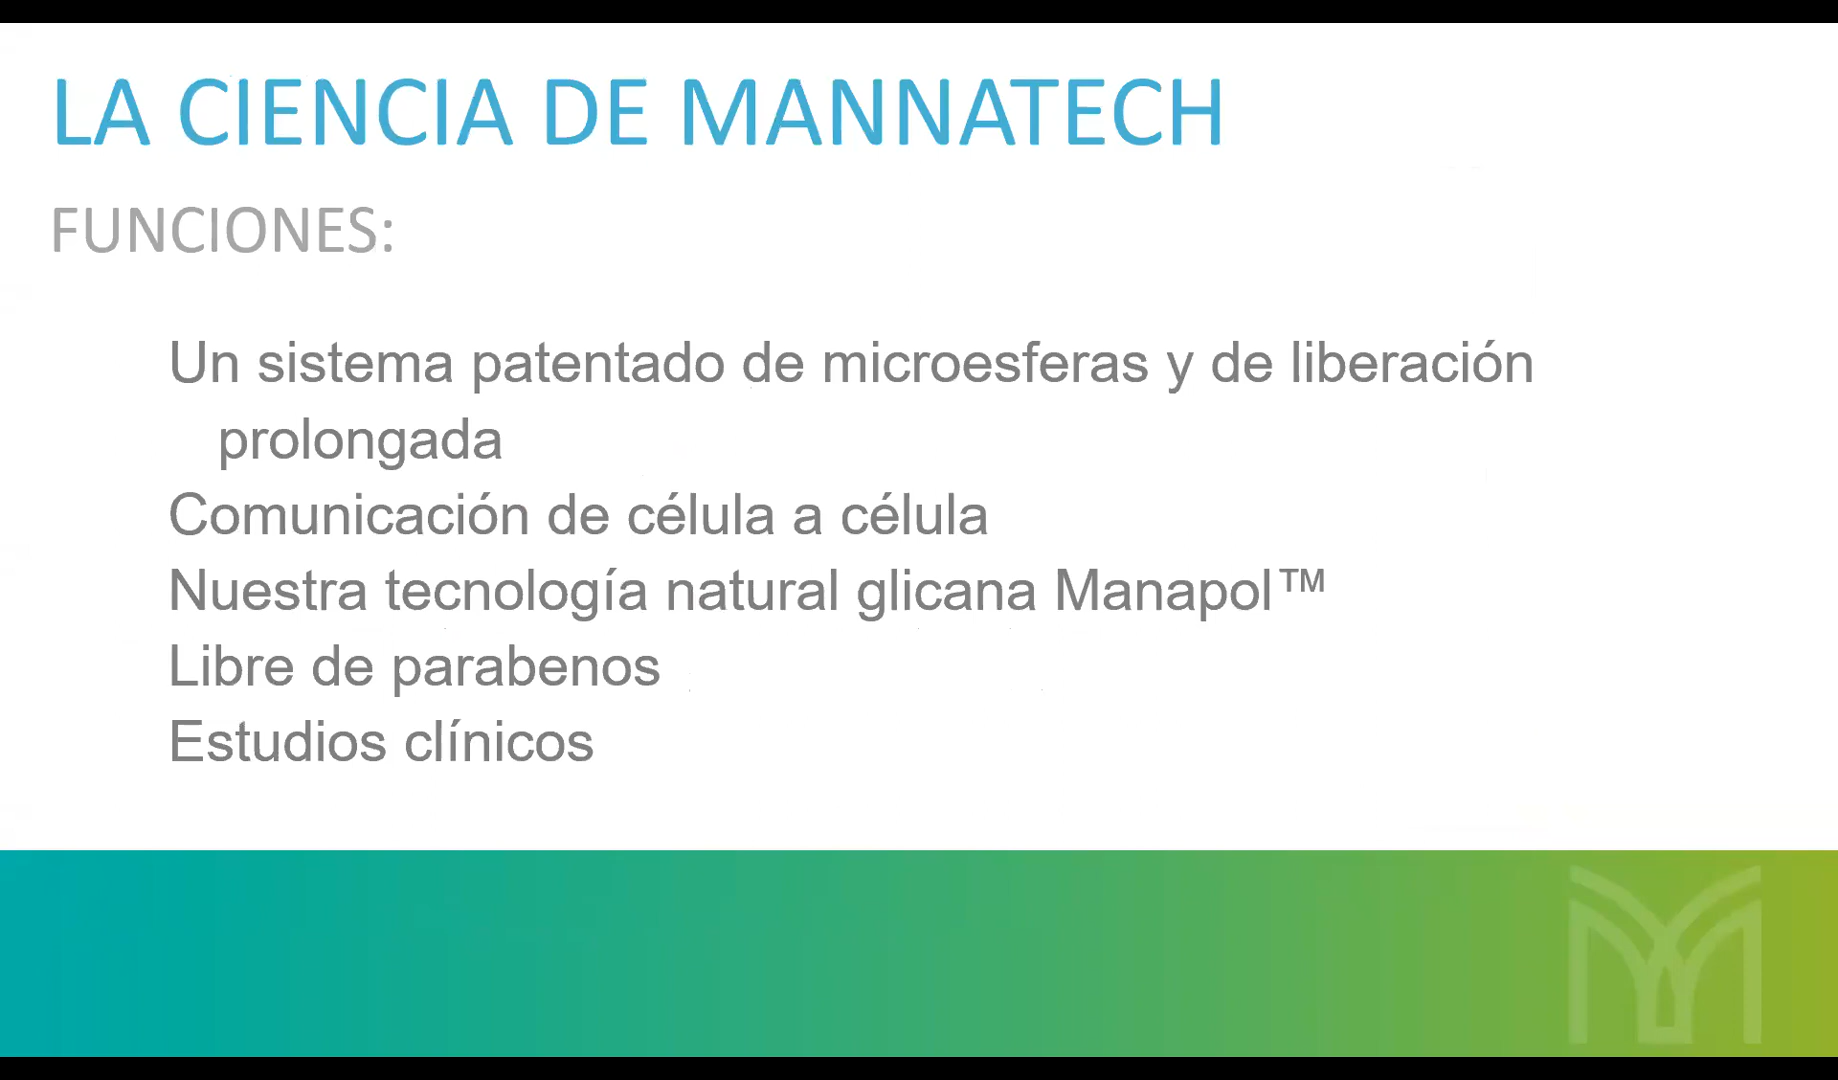 LA CIENCIA DE MANNATECH
FUNCIONES:
Un sistema patentado de microesferas y de liberación
prolongada
Comunicación de célula a célula
Nuestra tecnología natural glicana Manapol™
Libre de parabenos
Estudios clínicos